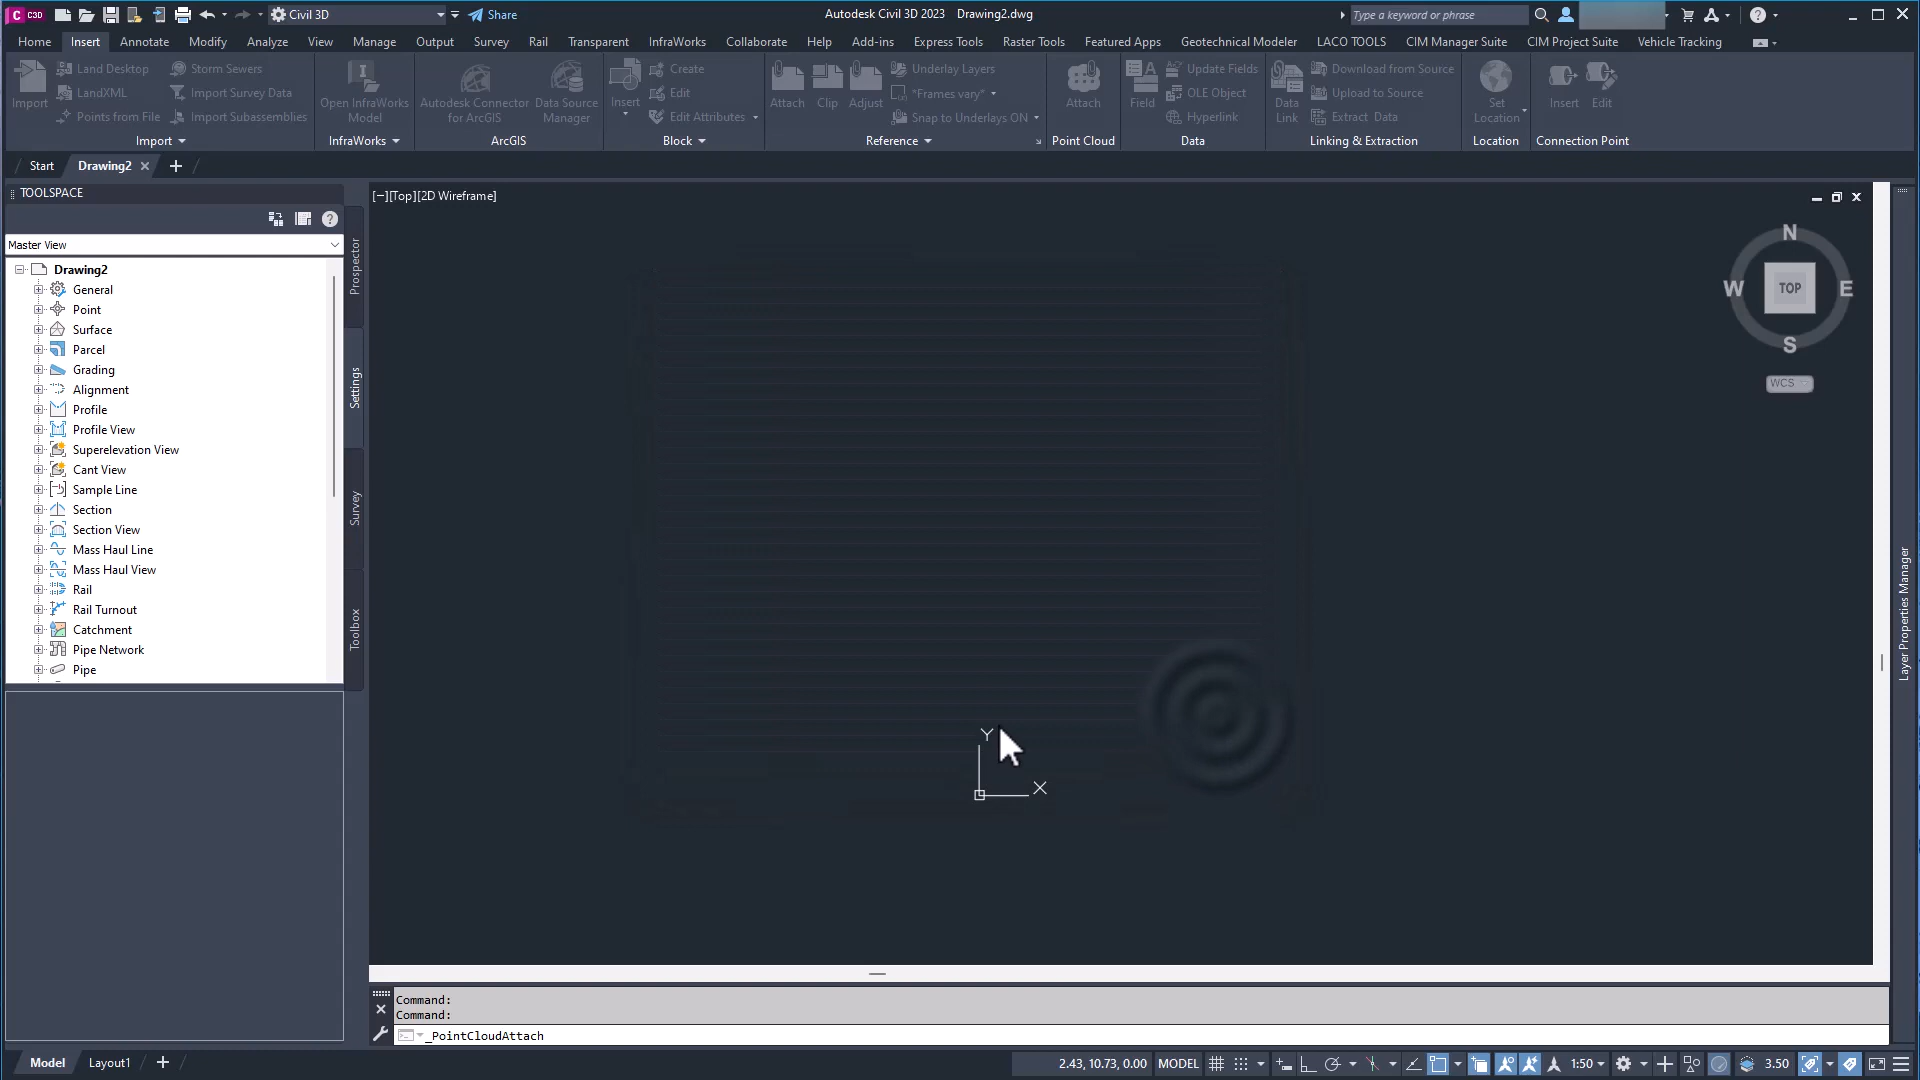 C3D
Civil 3D
Share
Autodesk Civil 3D 2023 Drawing2.dwg
Type a keyword or phrase
Home Insert Annotate Modify Analyze View Manage Output Survey Rail Transparent InfraWorks Collaborate Help Add-ins Express Tools Raster Tools Featured Apps Geotechnical Modeler LACO TOOLS CIM Manager Suite CIM Project Suite Vehicle Tracking
Import
Land Desktop
LandXML
Points from File
Storm Sewers
Import Survey Data
Import Subassemblies
Import
Open InfraWorks
Model
InfraWorks
Autodesk Connector
for ArcGIS
Data Source
Manager
ArcGIS
Insert
Create
Edit
Edit Attributes
Block
Attach
Clip
Adjust
Underlay Layers
*Frames vary*
Snap to Underlays ON
Reference
Attach
Point Cloud
Field
Update Fields
OLE Object
Hyperlink
Data
Data
Link
Download from Source
Upload to Source
Extract Data
Linking & Extraction
Set
Location
Location
Insert
Edit
Connection Point
Start
Drawing2
TOOLSPACE
Master View
Drawing2
General
Point
Surface
Parcel
Grading
Alignment
Profile
Profile View
Superelevation View
Cant View
Sample Line
Section
Section View
Mass Haul Line
Mass Haul View
Rail
Rail Turnout
Catchment
Pipe Network
Pipe
Prospector
Settings
Survey
Toolbox
[−][Top][2D Wireframe]
N
W
TOP
E
S
WCS
Y
X
Layer Properties Manager
Command:
Command:
_PointCloudAttach
Model
Layout1
2.43, 10.73, 0.00
MODEL
1:50
3.50